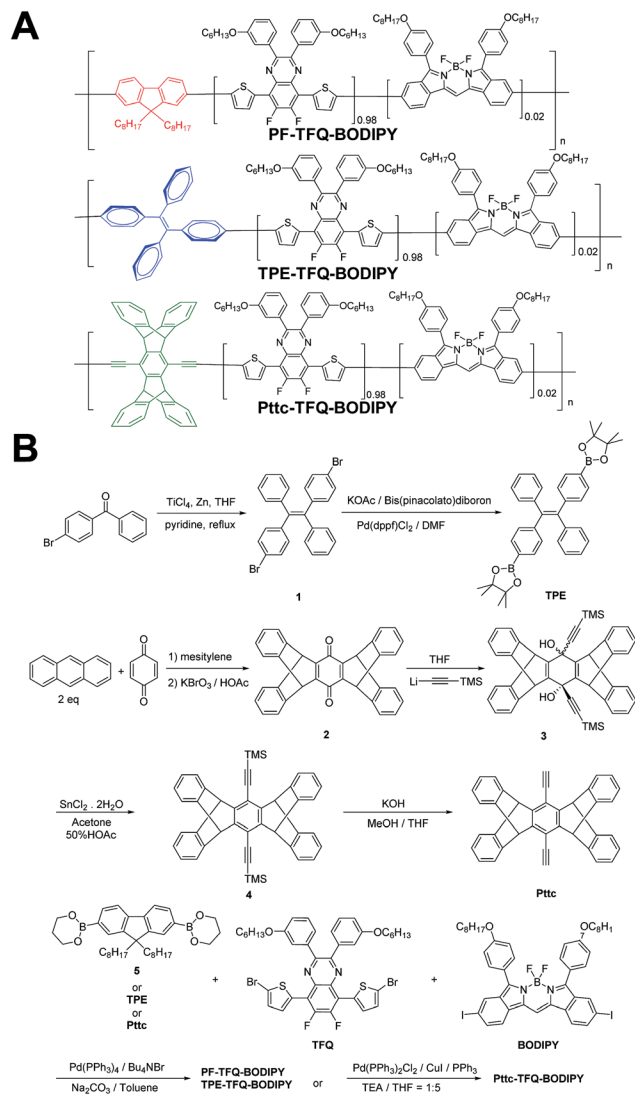 A
C6H13O OC6H13 C8H17O OC8H17
F F
B
S N N S N N
F F
C8H17 C8H17 0.98 0.02
n
PF-TFQ-BODIPY
C8H17O OC8H17
C6H13O OC6H13
F B F
S N N S N N
F F
0.98 0.02
n
TPE-TFQ-BODIPY
C8H17O OC8H17
C6H13O OC6H13
F B F
S N N S N N
F F
0.98 0.02
n
Pttc-TFQ-BODIPY
B
O Br
TiCl4, Zn, THF
pyridine, reflux
KOAc / Bis(pinacolato)diboron
Pd(dppf)Cl2 / DMF
Br
Br
1
O O
B
O B
O
TPE
2 eq
+
O
O
1) mesitylene
2) KBrO3 / HOAc
O
O
2
THF
Li TMS
TMS
HO
HO
TMS
3
SnCl2 . 2H2O
Acetone
50%HOAc
TMS
TMS
4
KOH
MeOH / THF
Pttc
O B O
O B O
C8H17 C8H17
5
or
TPE
or
Pttc
+
C6H13O OC6H13
N N
Br S S Br
F F
TFQ
+
C8H17O OC8H1
7
F F
B
N N
I I
BODIPY
Pd(PPh3)4 / Bu4NBr
Na2CO3 / Toluene
PF-TFQ-BODIPY
TPE-TFQ-BODIPY
or
Pd(PPh3)2Cl2 / CuI / PPh3
TEA / THF = 1:5
Pttc-TFQ-BODIPY